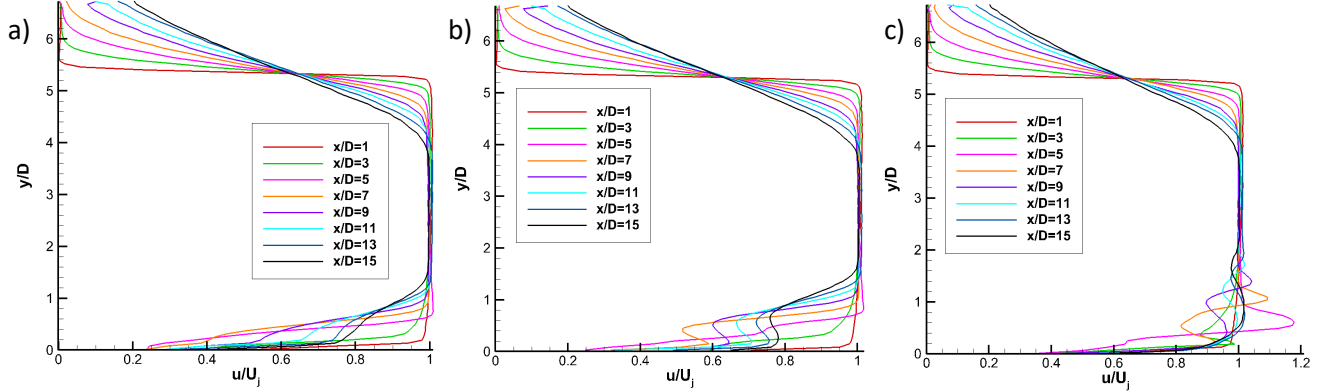 a)
y/D
6
5
4
3
2
1
0
x/D=1
x/D=3
x/D=5
x/D=7
x/D=9
x/D=11
x/D=13
x/D=15
0 0.2 0.4 0.6 0.8 1
u/Uj
b)
y/D
6
5
4
3
2
1
0
x/D=1
x/D=3
x/D=5
x/D=7
x/D=9
x/D=11
x/D=13
x/D=15
0 0.2 0.4 0.6 0.8 1
u/Uj
c)
y/D
6
5
4
3
2
1
0
x/D=1
x/D=3
x/D=5
x/D=7
x/D=9
x/D=11
x/D=13
x/D=15
0 0.2 0.4 0.6 0.8 1 1.2
u/Uj